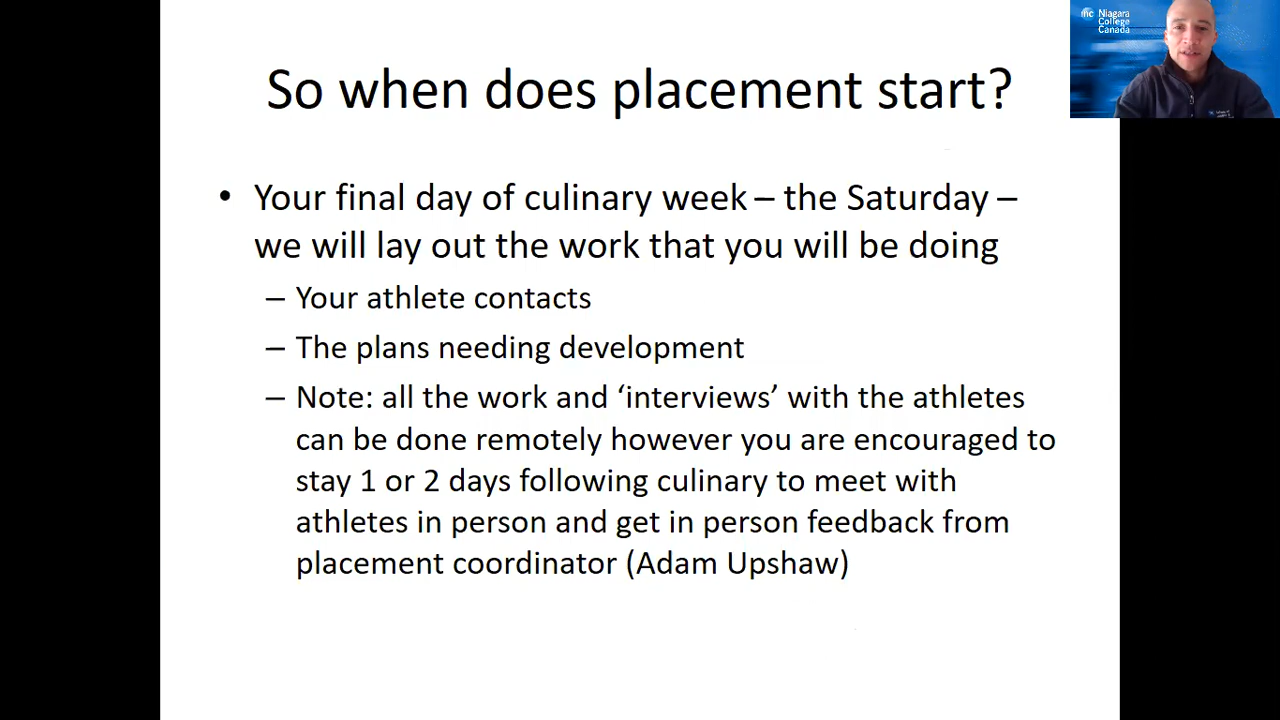 So when does placement start?
• Your final day of culinary week – the Saturday –
we will lay out the work that you will be doing
– Your athlete contacts
– The plans needing development
– Note: all the work and ‘interviews’ with the athletes
can be done remotely however you are encouraged to
stay 1 or 2 days following culinary to meet with
athletes in person and get in person feedback from
placement coordinator (Adam Upshaw)
nc Niagara
College
Canada